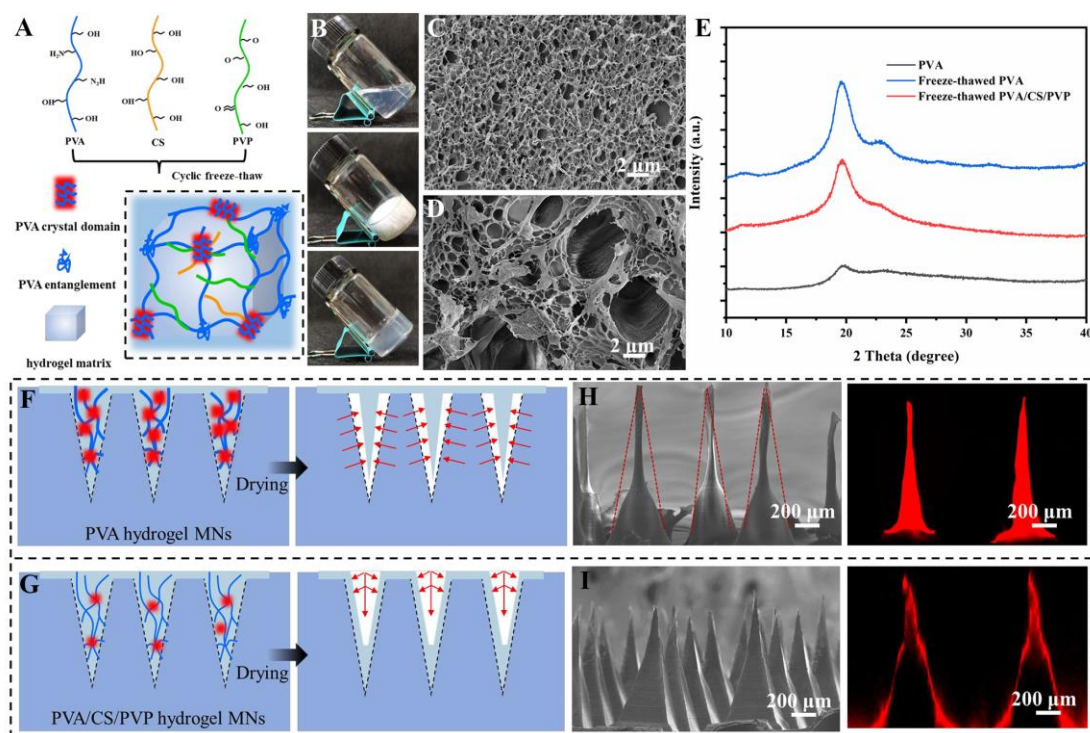 A
OH
H₂N
N₂H
OH
OH
PVA
OH
HO
OH
OH
OH
CS
O
O
OH
O
OH
PVP
Cyclic freeze-thaw
PVA crystal domain
PVA entanglement
hydrogel matrix
B
C
2 μm
D
2 μm
E
PVA
Freeze-thawed PVA
Freeze-thawed PVA/CS/PVP
Intensity (a.u.)
10 15 20 25 30 35 40
2 Theta (degree)
F
Drying
PVA hydrogel MNs
H
200 μm
200 μm
G
Drying
PVA/CS/PVP hydrogel MNs
I
200 μm
200 μm